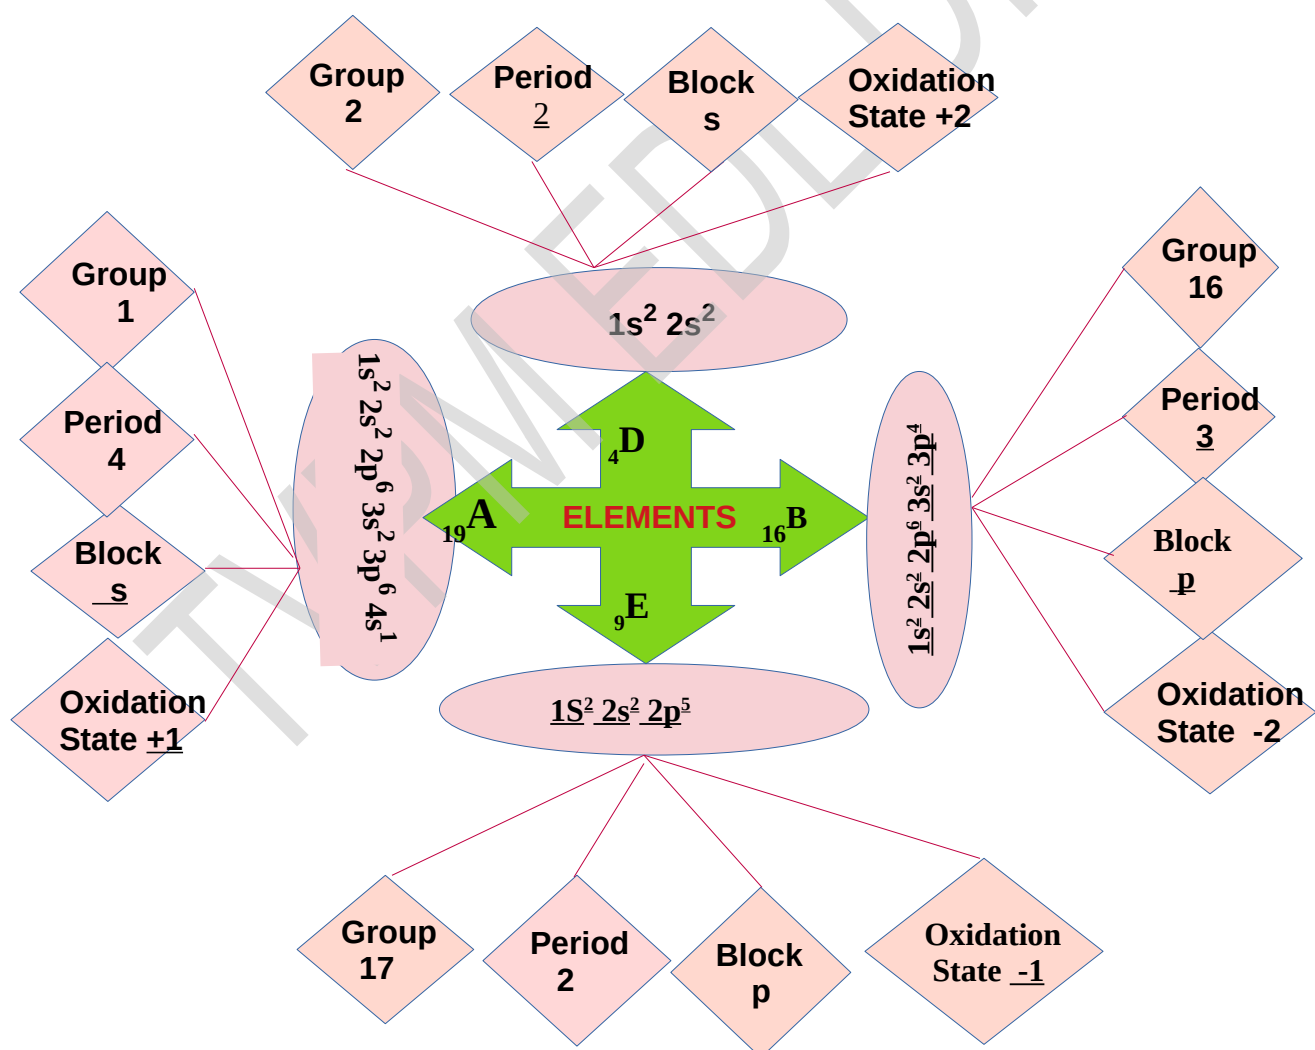 Group
2
Period
2
Block
s
Oxidation
State +2
1s² 2s²
Group
1
Period
4
Block
s
Oxidation
State +1
1s² 2s² 2p⁶ 3s² 3p⁶ 4s¹
₄D
₁₉A
ELEMENTS
₁₆B
₉E
1s² 2s² 2p⁶ 3s² 3p⁴
Group
16
Period
3
Block
p
Oxidation
State -2
1S² 2s² 2p⁵
Group
17
Period
2
Block
p
Oxidation
State -1